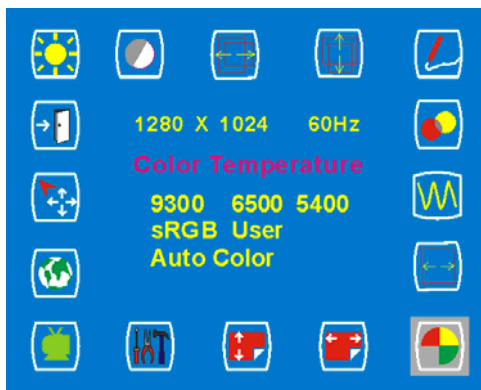 1280 X 1024 60Hz
Color Temperature
9300 6500 5400
sRGB User
Auto Color